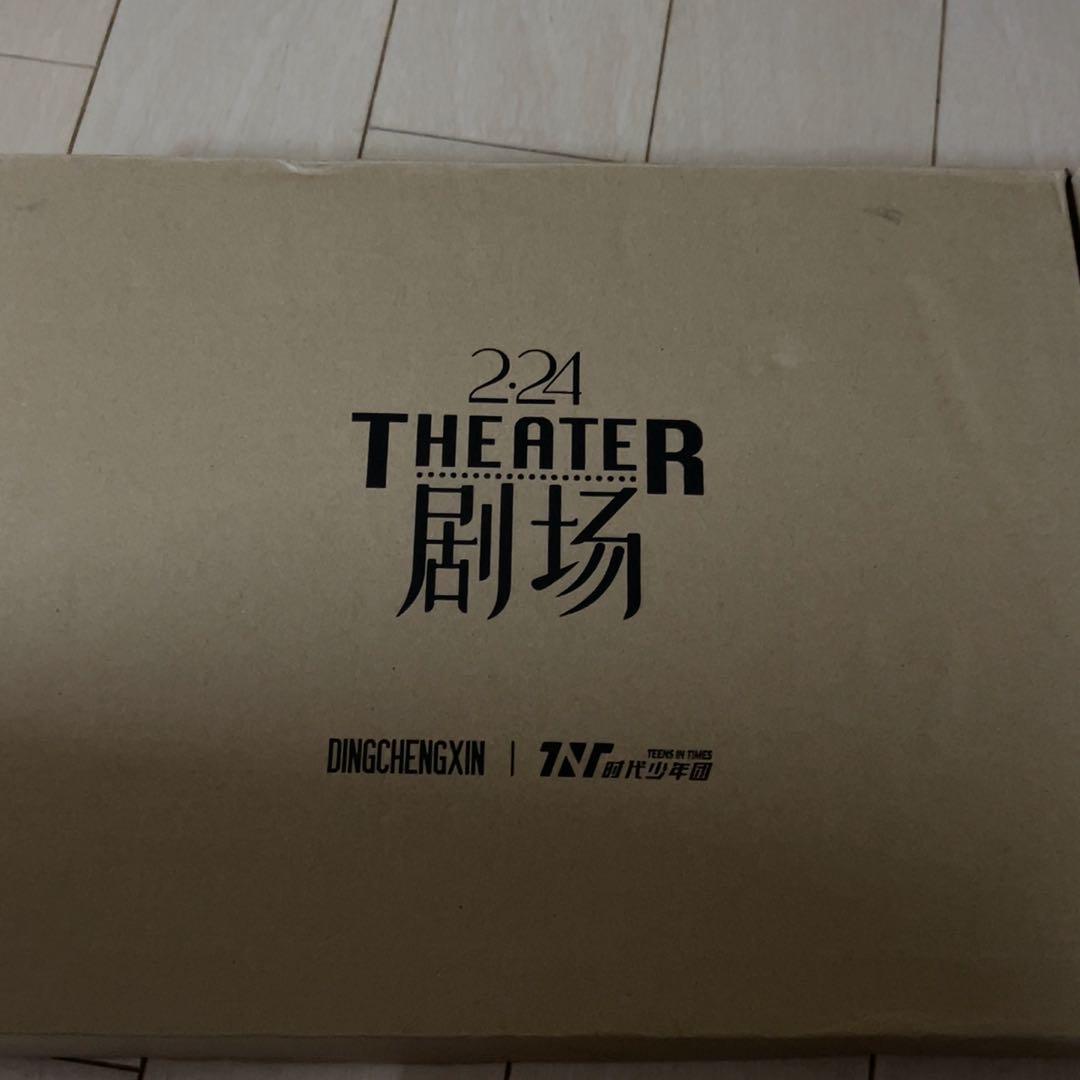 2·24
THEATER
剧场
DINGCHENGXIN | TNT 时代少年团 TEENS IN TIMES